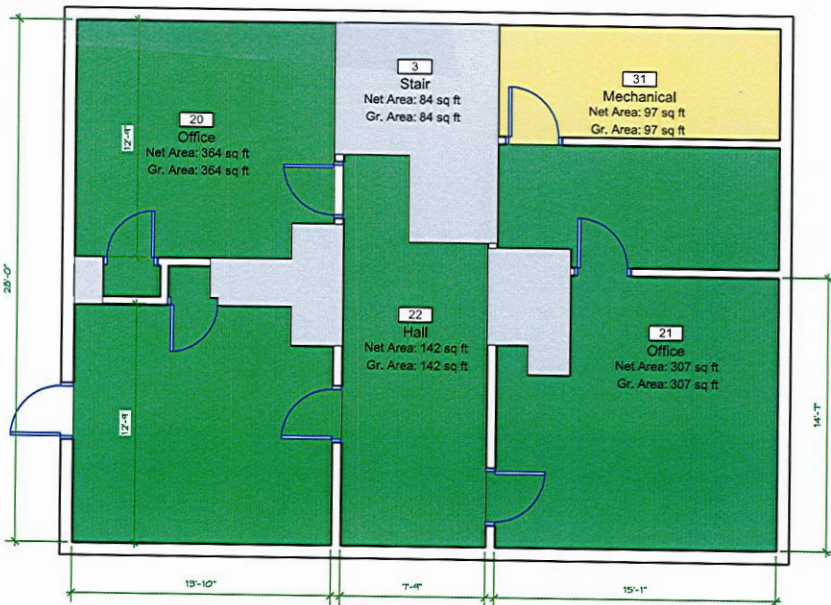 3
Stair
Net Area: 84 sq ft
Gr. Area: 84 sq ft
31
Mechanical
Net Area: 97 sq ft
Gr. Area: 97 sq ft
20
Office
Net Area: 364 sq ft
Gr. Area: 364 sq ft
12'-9"
28'-0"
22
Hall
Net Area: 142 sq ft
Gr. Area: 142 sq ft
21
Office
Net Area: 307 sq ft
Gr. Area: 307 sq ft
12'-9"
14'-7"
13'-10"
7'-9"
15'-1"